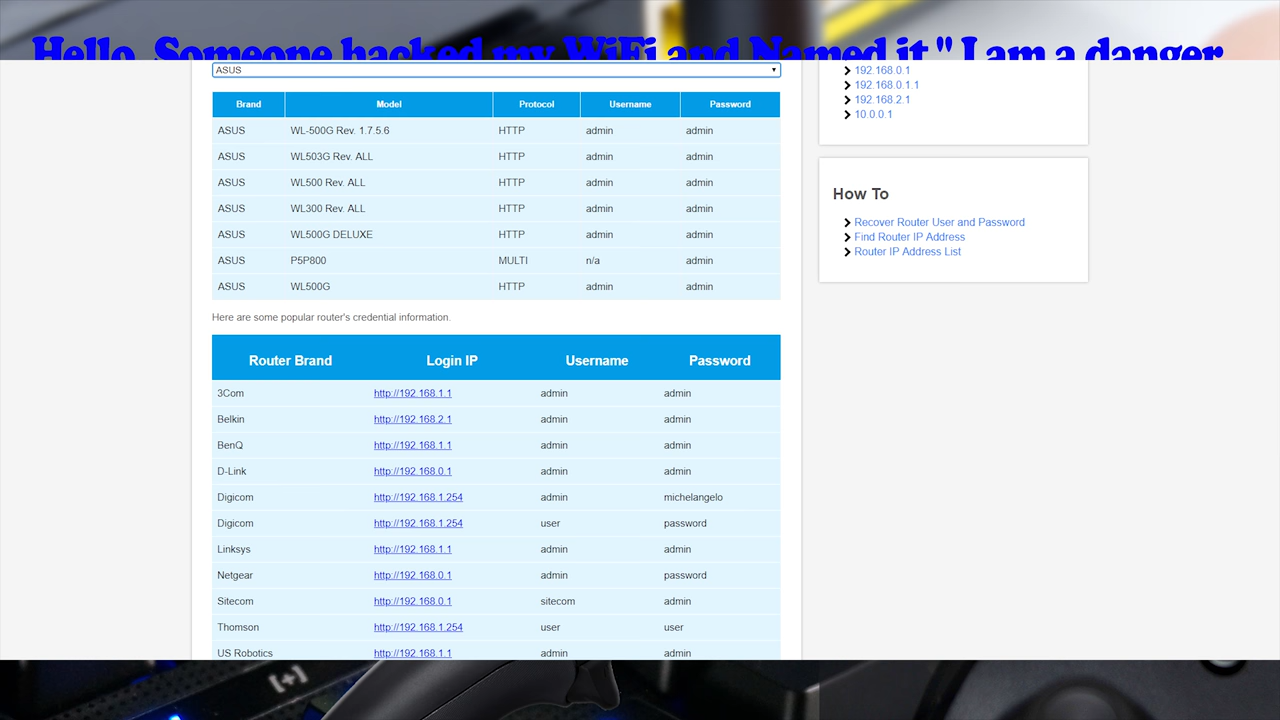 Hello, Someone hacked my WiFi and Named it " I am a danger
ASUS
Brand Model Protocol Username Password
ASUS WL-500G Rev. 1.7.5.6 HTTP admin admin
ASUS WL503G Rev. ALL HTTP admin admin
ASUS WL500 Rev. ALL HTTP admin admin
ASUS WL300 Rev. ALL HTTP admin admin
ASUS WL500G DELUXE HTTP admin admin
ASUS P5P800 MULTI n/a admin
ASUS WL500G HTTP admin admin
Here are some popular router's credential information.
Router Brand Login IP Username Password
3Com http://192.168.1.1 admin admin
Belkin http://192.168.2.1 admin admin
BenQ http://192.168.1.1 admin admin
D-Link http://192.168.0.1 admin admin
Digicom http://192.168.1.254 admin michelangelo
Digicom http://192.168.1.254 user password
Linksys http://192.168.1.1 admin admin
Netgear http://192.168.0.1 admin password
Sitecom http://192.168.0.1 sitecom admin
Thomson http://192.168.1.254 user user
US Robotics http://192.168.1.1 admin admin
192.168.0.1
192.168.0.1.1
192.168.2.1
10.0.0.1
How To
Recover Router User and Password
Find Router IP Address
Router IP Address List
[+]